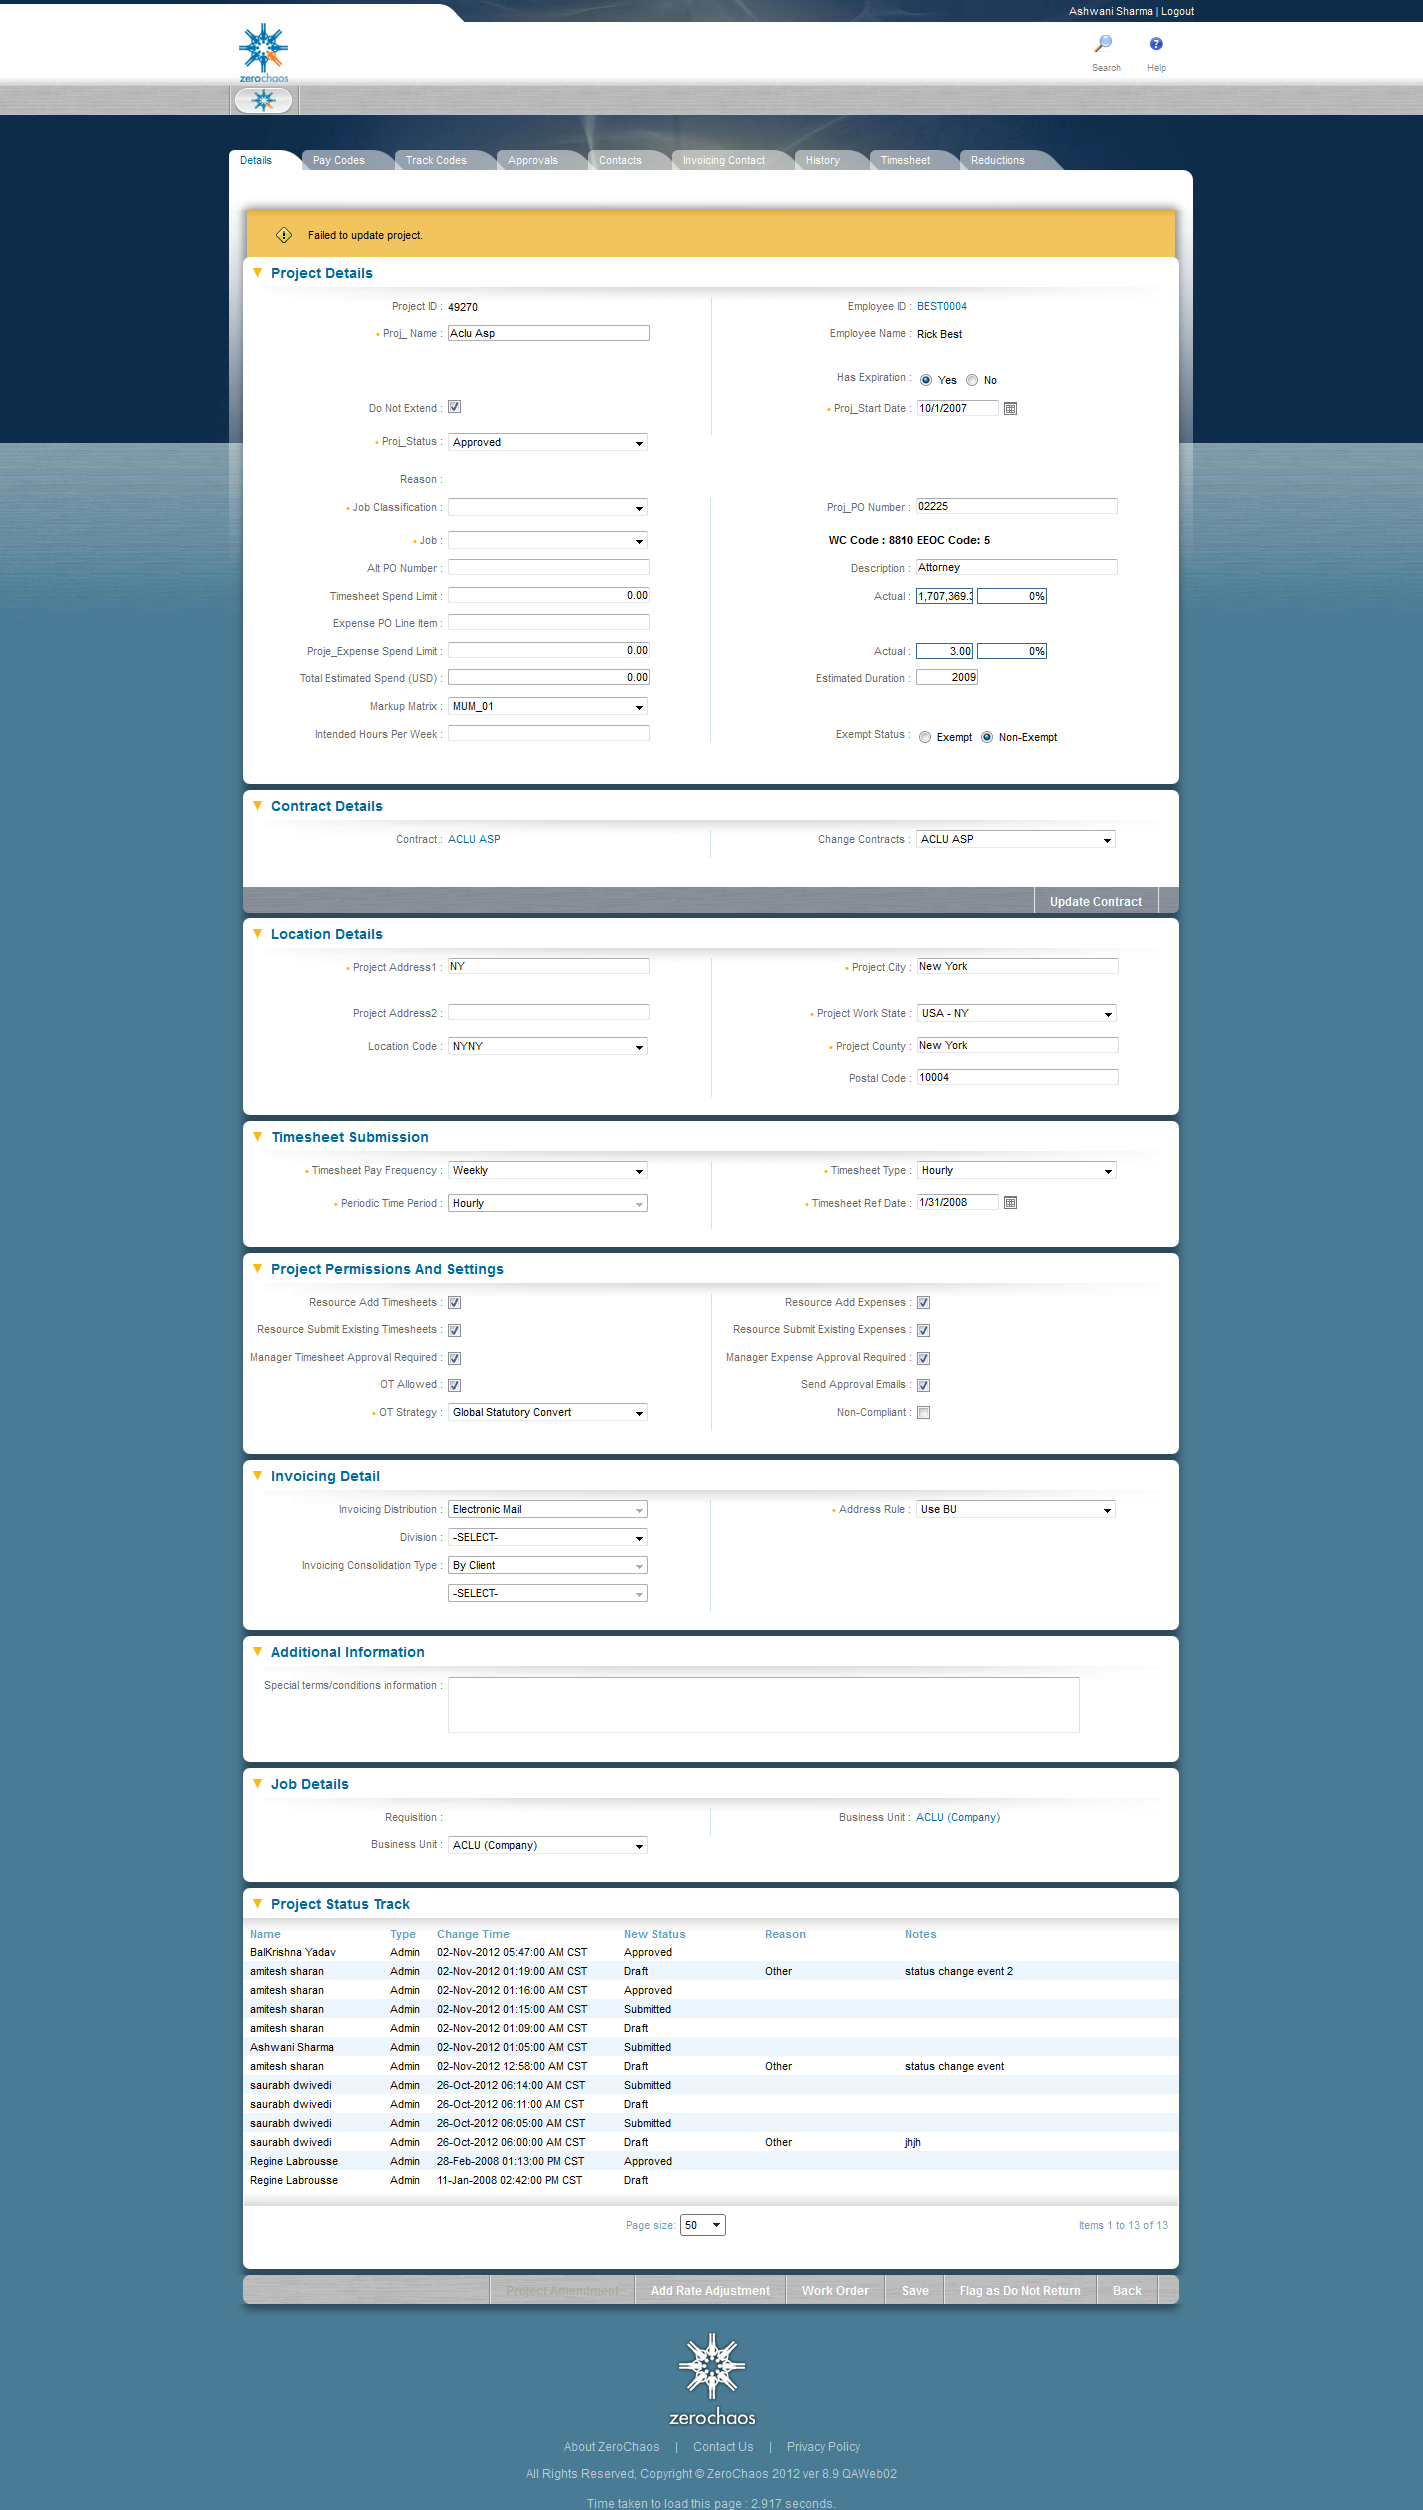 Ashwani Sharma | Logout
zerochaos
Search Help
Details Pay Codes Track Codes Approvals Contacts Invoicing Contact History Timesheet Reductions
Failed to update project.
Project Details
Project ID : 49270 Employee ID : BEST0004
• Proj_ Name : Aclu Asp Employee Name : Rick Best
Has Expiration : Yes No
Do Not Extend : • Proj_Start Date : 10/1/2007
• Proj_Status : Approved
Reason :
• Job Classification : Proj_PO Number : 02225
• Job : WC Code : 8810 EEOC Code: 5
Alt PO Number : Description : Attorney
Timesheet Spend Limit : 0.00 Actual : 1,707,369. 0%
Expense PO Line Item :
Proje_Expense Spend Limit : 0.00 Actual : 3.00 0%
Total Estimated Spend (USD) : 0.00 Estimated Duration : 2009
Markup Matrix : MUM_01
Intended Hours Per Week : Exempt Status : Exempt Non-Exempt
Contract Details
Contract : ACLU ASP Change Contracts : ACLU ASP
Update Contract
Location Details
• Project Address1 : NY • Project City : New York
Project Address2 : • Project Work State : USA - NY
Location Code : NYNY • Project County : New York
Postal Code : 10004
Timesheet Submission
• Timesheet Pay Frequency : Weekly • Timesheet Type : Hourly
• Periodic Time Period : Hourly • Timesheet Ref Date : 1/31/2008
Project Permissions And Settings
Resource Add Timesheets : Resource Add Expenses :
Resource Submit Existing Timesheets : Resource Submit Existing Expenses :
Manager Timesheet Approval Required : Manager Expense Approval Required :
OT Allowed : Send Approval Emails :
• OT Strategy : Global Statutory Convert Non-Compliant :
Invoicing Detail
Invoicing Distribution : Electronic Mail • Address Rule : Use BU
Division : -SELECT-
Invoicing Consolidation Type : By Client
-SELECT-
Additional Information
Special terms/conditions information :
Job Details
Requisition : Business Unit : ACLU (Company)
Business Unit : ACLU (Company)
Project Status Track
Name Type Change Time New Status Reason Notes
BalKrishna Yadav Admin 02-Nov-2012 05:47:00 AM CST Approved
amitesh sharan Admin 02-Nov-2012 01:19:00 AM CST Draft Other status change event 2
amitesh sharan Admin 02-Nov-2012 01:16:00 AM CST Approved
amitesh sharan Admin 02-Nov-2012 01:15:00 AM CST Submitted
amitesh sharan Admin 02-Nov-2012 01:09:00 AM CST Draft
Ashwani Sharma Admin 02-Nov-2012 01:05:00 AM CST Submitted
amitesh sharan Admin 02-Nov-2012 12:58:00 AM CST Draft Other status change event
saurabh dwivedi Admin 26-Oct-2012 06:14:00 AM CST Submitted
saurabh dwivedi Admin 26-Oct-2012 06:11:00 AM CST Draft
saurabh dwivedi Admin 26-Oct-2012 06:05:00 AM CST Submitted
saurabh dwivedi Admin 26-Oct-2012 06:00:00 AM CST Draft Other jhjh
Regine Labrousse Admin 28-Feb-2008 01:13:00 PM CST Approved
Regine Labrousse Admin 11-Jan-2008 02:42:00 PM CST Draft
Page size: 50 Items 1 to 13 of 13
Project Amendment Add Rate Adjustment Work Order Save Flag as Do Not Return Back
zerochaos
About ZeroChaos | Contact Us | Privacy Policy
All Rights Reserved, Copyright © ZeroChaos 2012 ver 8.9 QAWeb02
Time taken to load this page : 2.917 seconds.